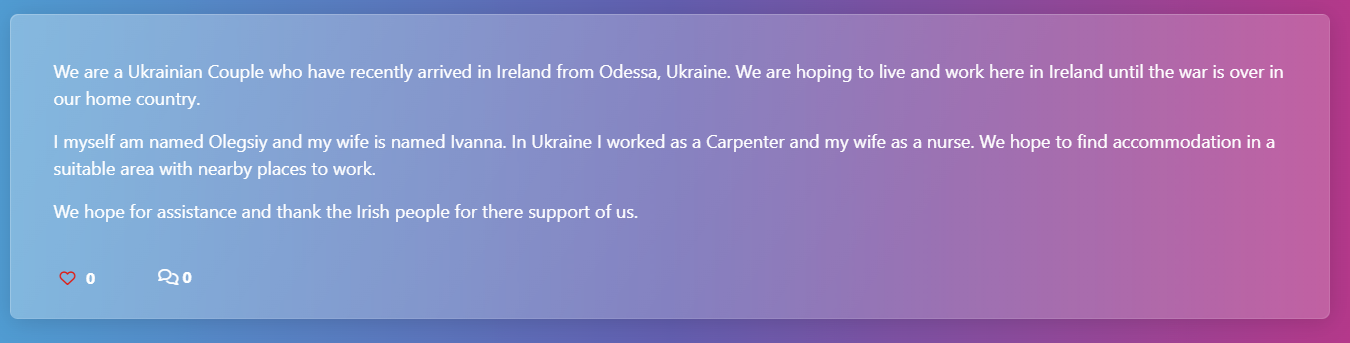 We are a Ukrainian Couple who have recently arrived in Ireland from Odessa, Ukraine. We are hoping to live and work here in Ireland until the war is over in
our home country.
I myself am named Olegsiy and my wife is named Ivanna. In Ukraine I worked as a Carpenter and my wife as a nurse. We hope to find accommodation in a
suitable area with nearby places to work.
We hope for assistance and thank the Irish people for there support of us.
0 0